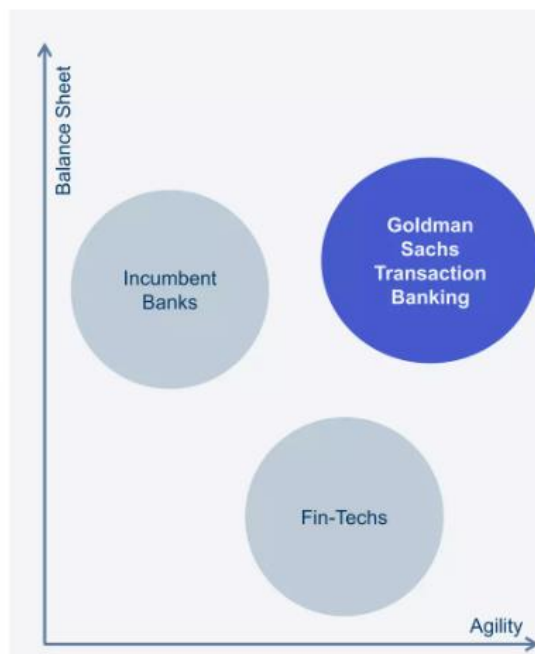 Balance Sheet
Goldman
Sachs
Transaction
Banking
Incumbent
Banks
Fin-Techs
Agility